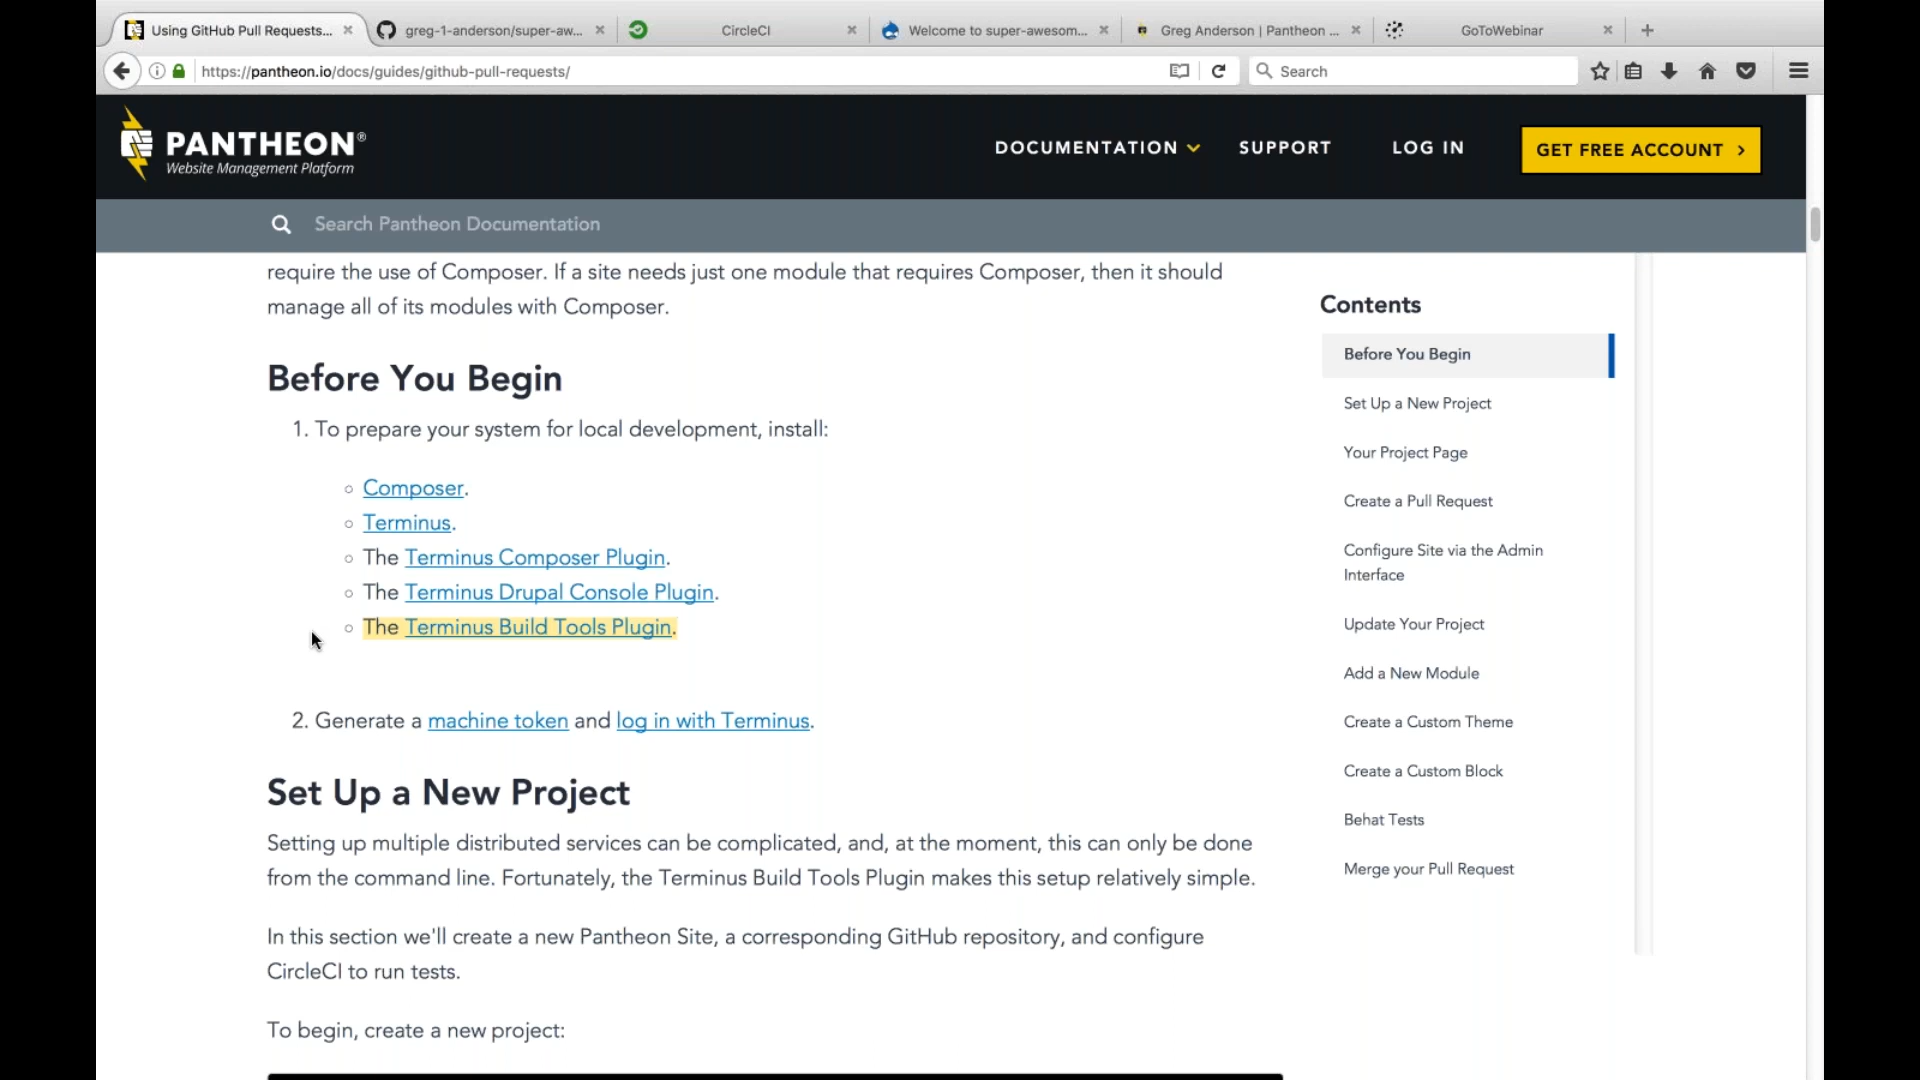 Using GitHub Pull Requests...
greg-1-anderson/super-aw...
CircleCI
Welcome to super-awesom...
Greg Anderson | Pantheon ...
GoToWebinar
https://pantheon.io/docs/guides/github-pull-requests/
Search
PANTHEON®
Website Management Platform
DOCUMENTATION
SUPPORT
LOG IN
GET FREE ACCOUNT
Search Pantheon Documentation
require the use of Composer. If a site needs just one module that requires Composer, then it should
manage all of its modules with Composer.
Before You Begin
1. To prepare your system for local development, install:
Composer.
Terminus.
The Terminus Composer Plugin.
The Terminus Drupal Console Plugin.
The Terminus Build Tools Plugin.
2. Generate a machine token and log in with Terminus.
Set Up a New Project
Setting up multiple distributed services can be complicated, and, at the moment, this can only be done
from the command line. Fortunately, the Terminus Build Tools Plugin makes this setup relatively simple.
In this section we'll create a new Pantheon Site, a corresponding GitHub repository, and configure
CircleCI to run tests.
To begin, create a new project:
Contents
Before You Begin
Set Up a New Project
Your Project Page
Create a Pull Request
Configure Site via the Admin
Interface
Update Your Project
Add a New Module
Create a Custom Theme
Create a Custom Block
Behat Tests
Merge your Pull Request